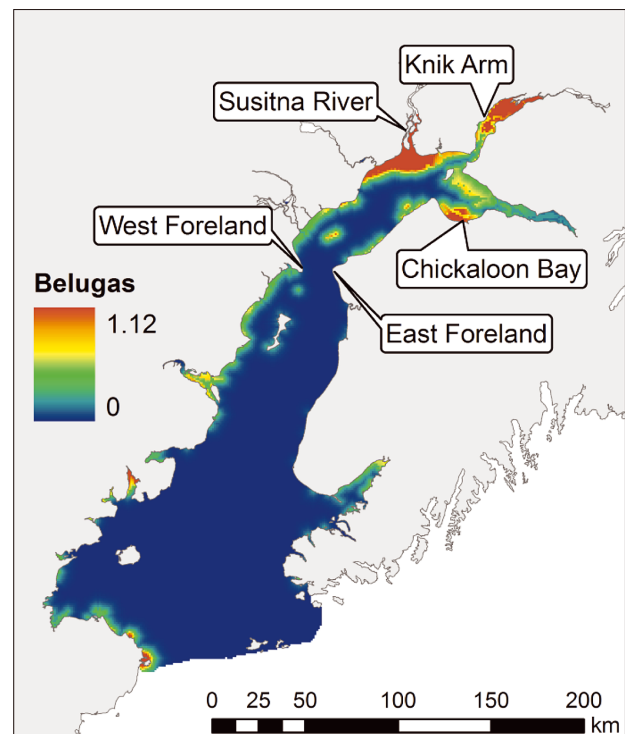 Knik Arm
Susitna River
West Foreland
Chickaloon Bay
East Foreland
Belugas
1.12
0
0 25 50 100 150 200
km